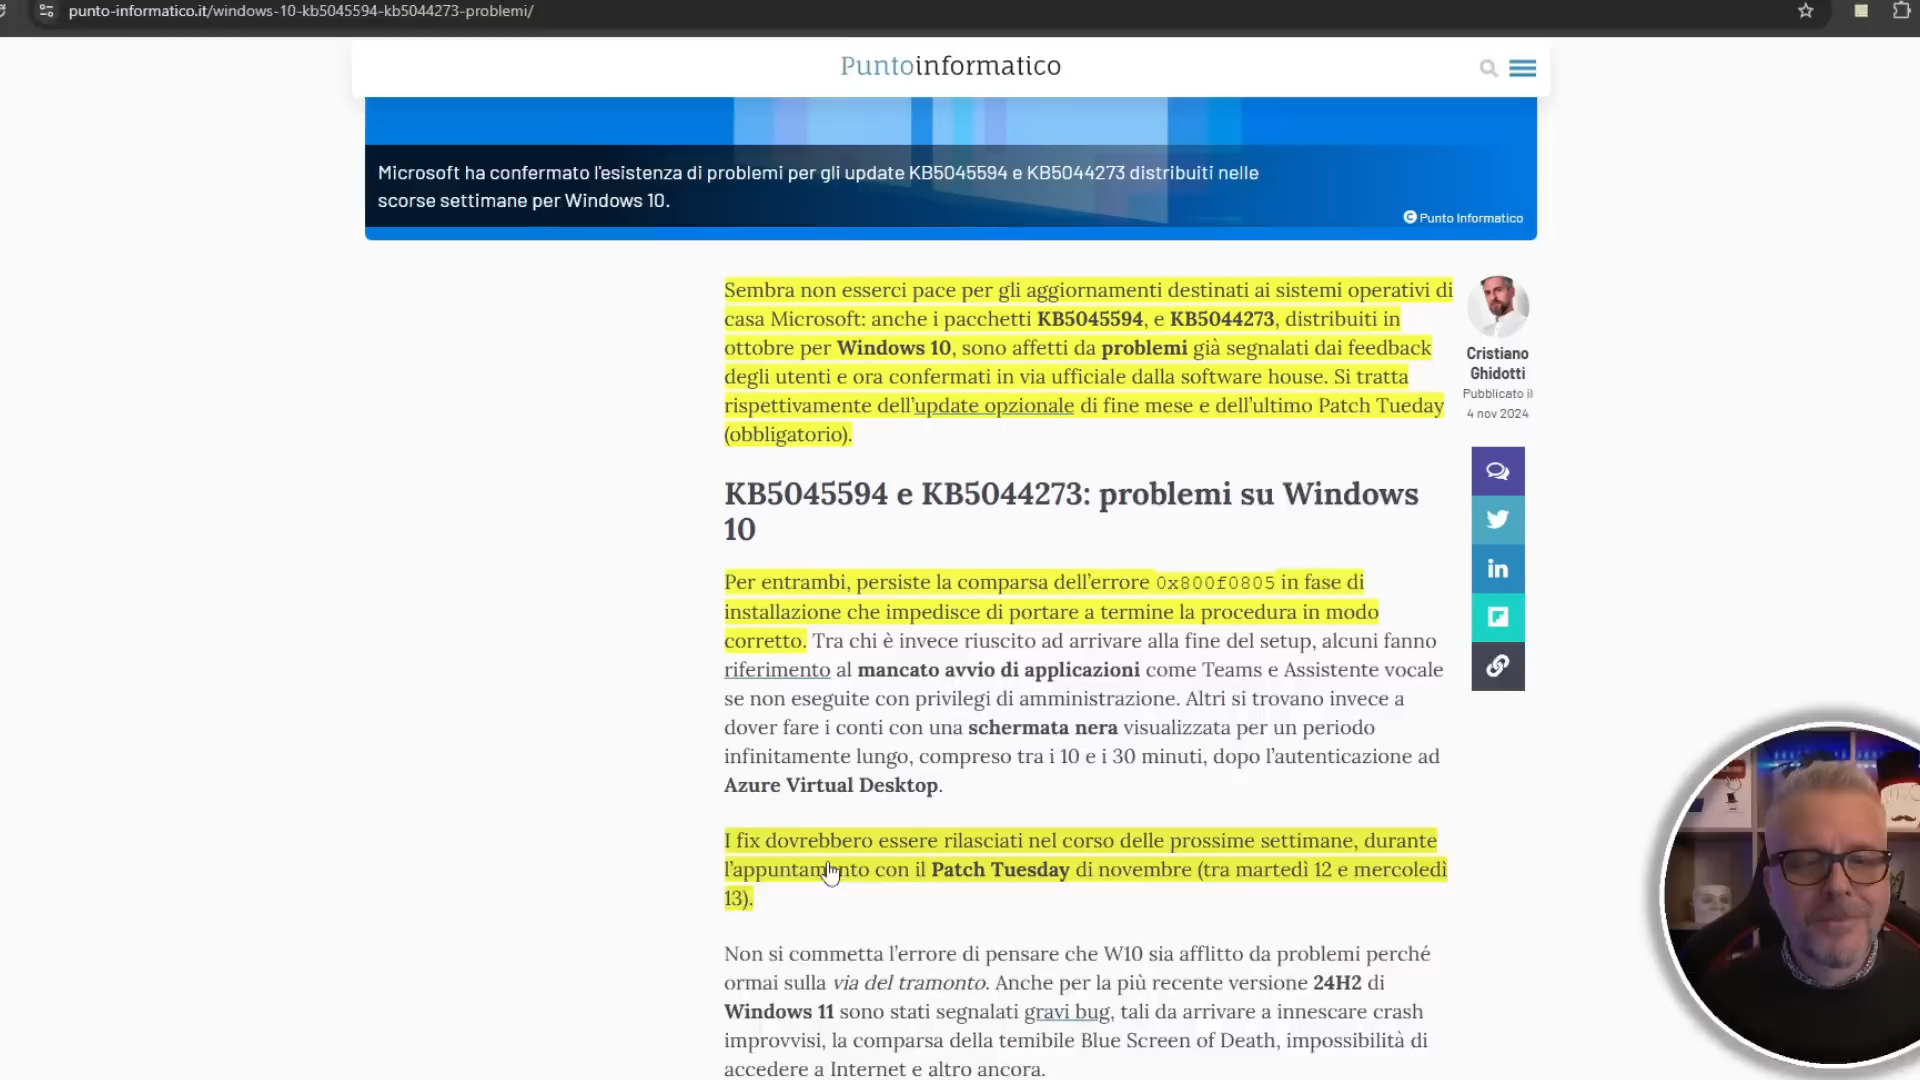 punto-informatico.it/windows-10-kb5045594-kb5044273-problemi/
Puntoinformatico
Microsoft ha confermato l'esistenza di problemi per gli update KB5045594 e KB5044273 distribuiti nelle
scorse settimane per Windows 10.
Punto Informatico
Sembra non esserci pace per gli aggiornamenti destinati ai sistemi operativi di
casa Microsoft: anche i pacchetti KB5045594, e KB5044273, distribuiti in
ottobre per Windows 10, sono affetti da problemi già segnalati dai feedback
degli utenti e ora confermati in via ufficiale dalla software house. Si tratta
rispettivamente dell'update opzionale di fine mese e dell'ultimo Patch Tueday
(obbligatorio).
Cristiano
Ghidotti
Pubblicato il
4 nov 2024
KB5045594 e KB5044273: problemi su Windows
10
Per entrambi, persiste la comparsa dell'errore 0x800f0805 in fase di
installazione che impedisce di portare a termine la procedura in modo
corretto. Tra chi è invece riuscito ad arrivare alla fine del setup, alcuni fanno
riferimento al mancato avvio di applicazioni come Teams e Assistente vocale
se non eseguite con privilegi di amministrazione. Altri si trovano invece a
dover fare i conti con una schermata nera visualizzata per un periodo
infinitamente lungo, compreso tra i 10 e i 30 minuti, dopo l'autenticazione ad
Azure Virtual Desktop.
I fix dovrebbero essere rilasciati nel corso delle prossime settimane, durante
l'appuntamento con il Patch Tuesday di novembre (tra martedì 12 e mercoledì
13).
Non si commetta l'errore di pensare che W10 sia afflitto da problemi perché
ormai sulla via del tramonto. Anche per la più recente versione 24H2 di
Windows 11 sono stati segnalati gravi bug, tali da arrivare a innescare crash
improvvisi, la comparsa della temibile Blue Screen of Death, impossibilità di
accedere a Internet e altro ancora.